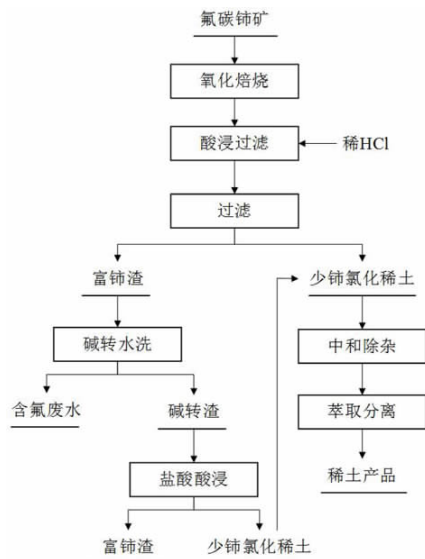 氟碳铈矿
氧化焙烧
酸浸过滤
稀HCl
过滤
富铈渣
少铈氯化稀土
碱转水洗
中和除杂
含氟废水
碱转渣
萃取分离
盐酸酸浸
稀土产品
富铈渣
少铈氯化稀土